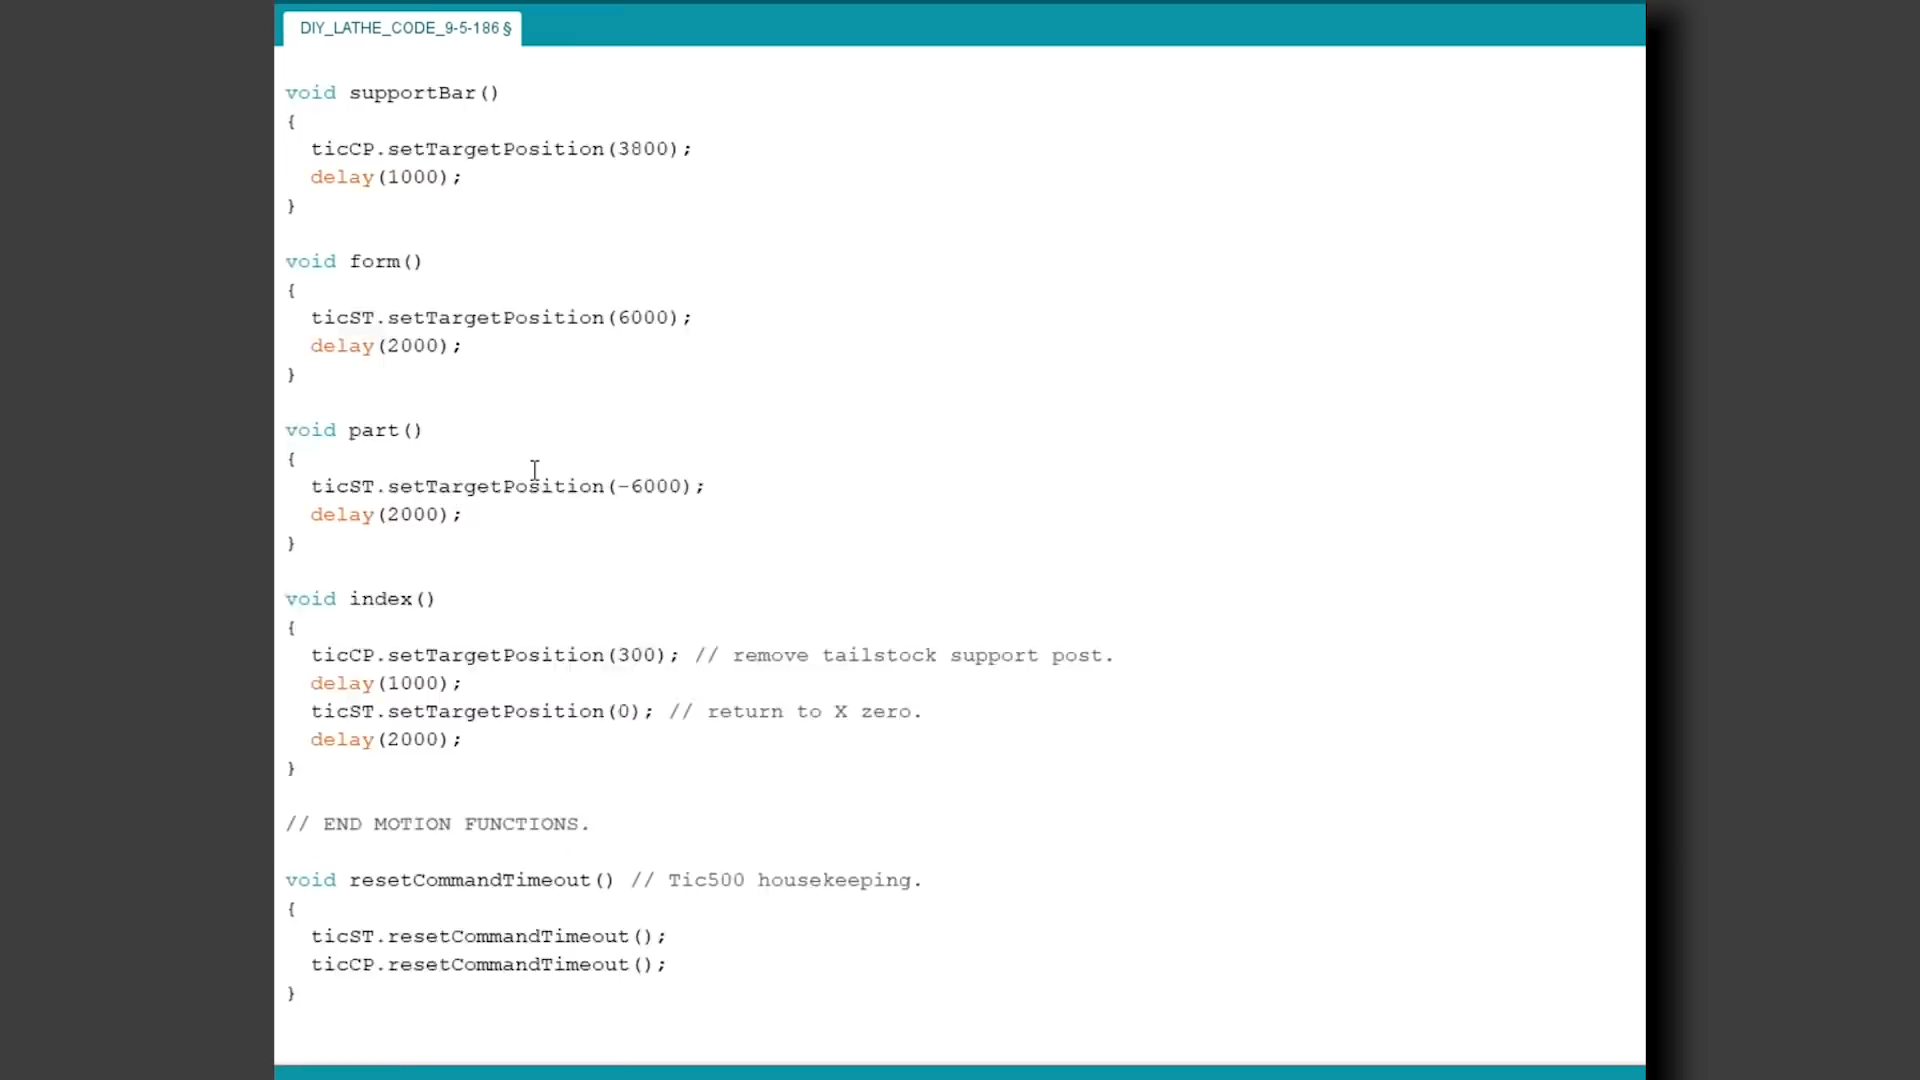 DIY_LATHE_CODE_9-5-186 §
void supportBar()
{
  ticCP.setTargetPosition(3800);
  delay(1000);
}
void form()
{
  ticST.setTargetPosition(6000);
  delay(2000);
}
void part()
{
  ticST.setTargetPosition(-6000);
  delay(2000);
}
void index()
{
  ticCP.setTargetPosition(300); // remove tailstock support post.
  delay(1000);
  ticST.setTargetPosition(0); // return to X zero.
  delay(2000);
}
// END MOTION FUNCTIONS.
void resetCommandTimeout() // Tic500 housekeeping.
{
  ticST.resetCommandTimeout();
  ticCP.resetCommandTimeout();
}